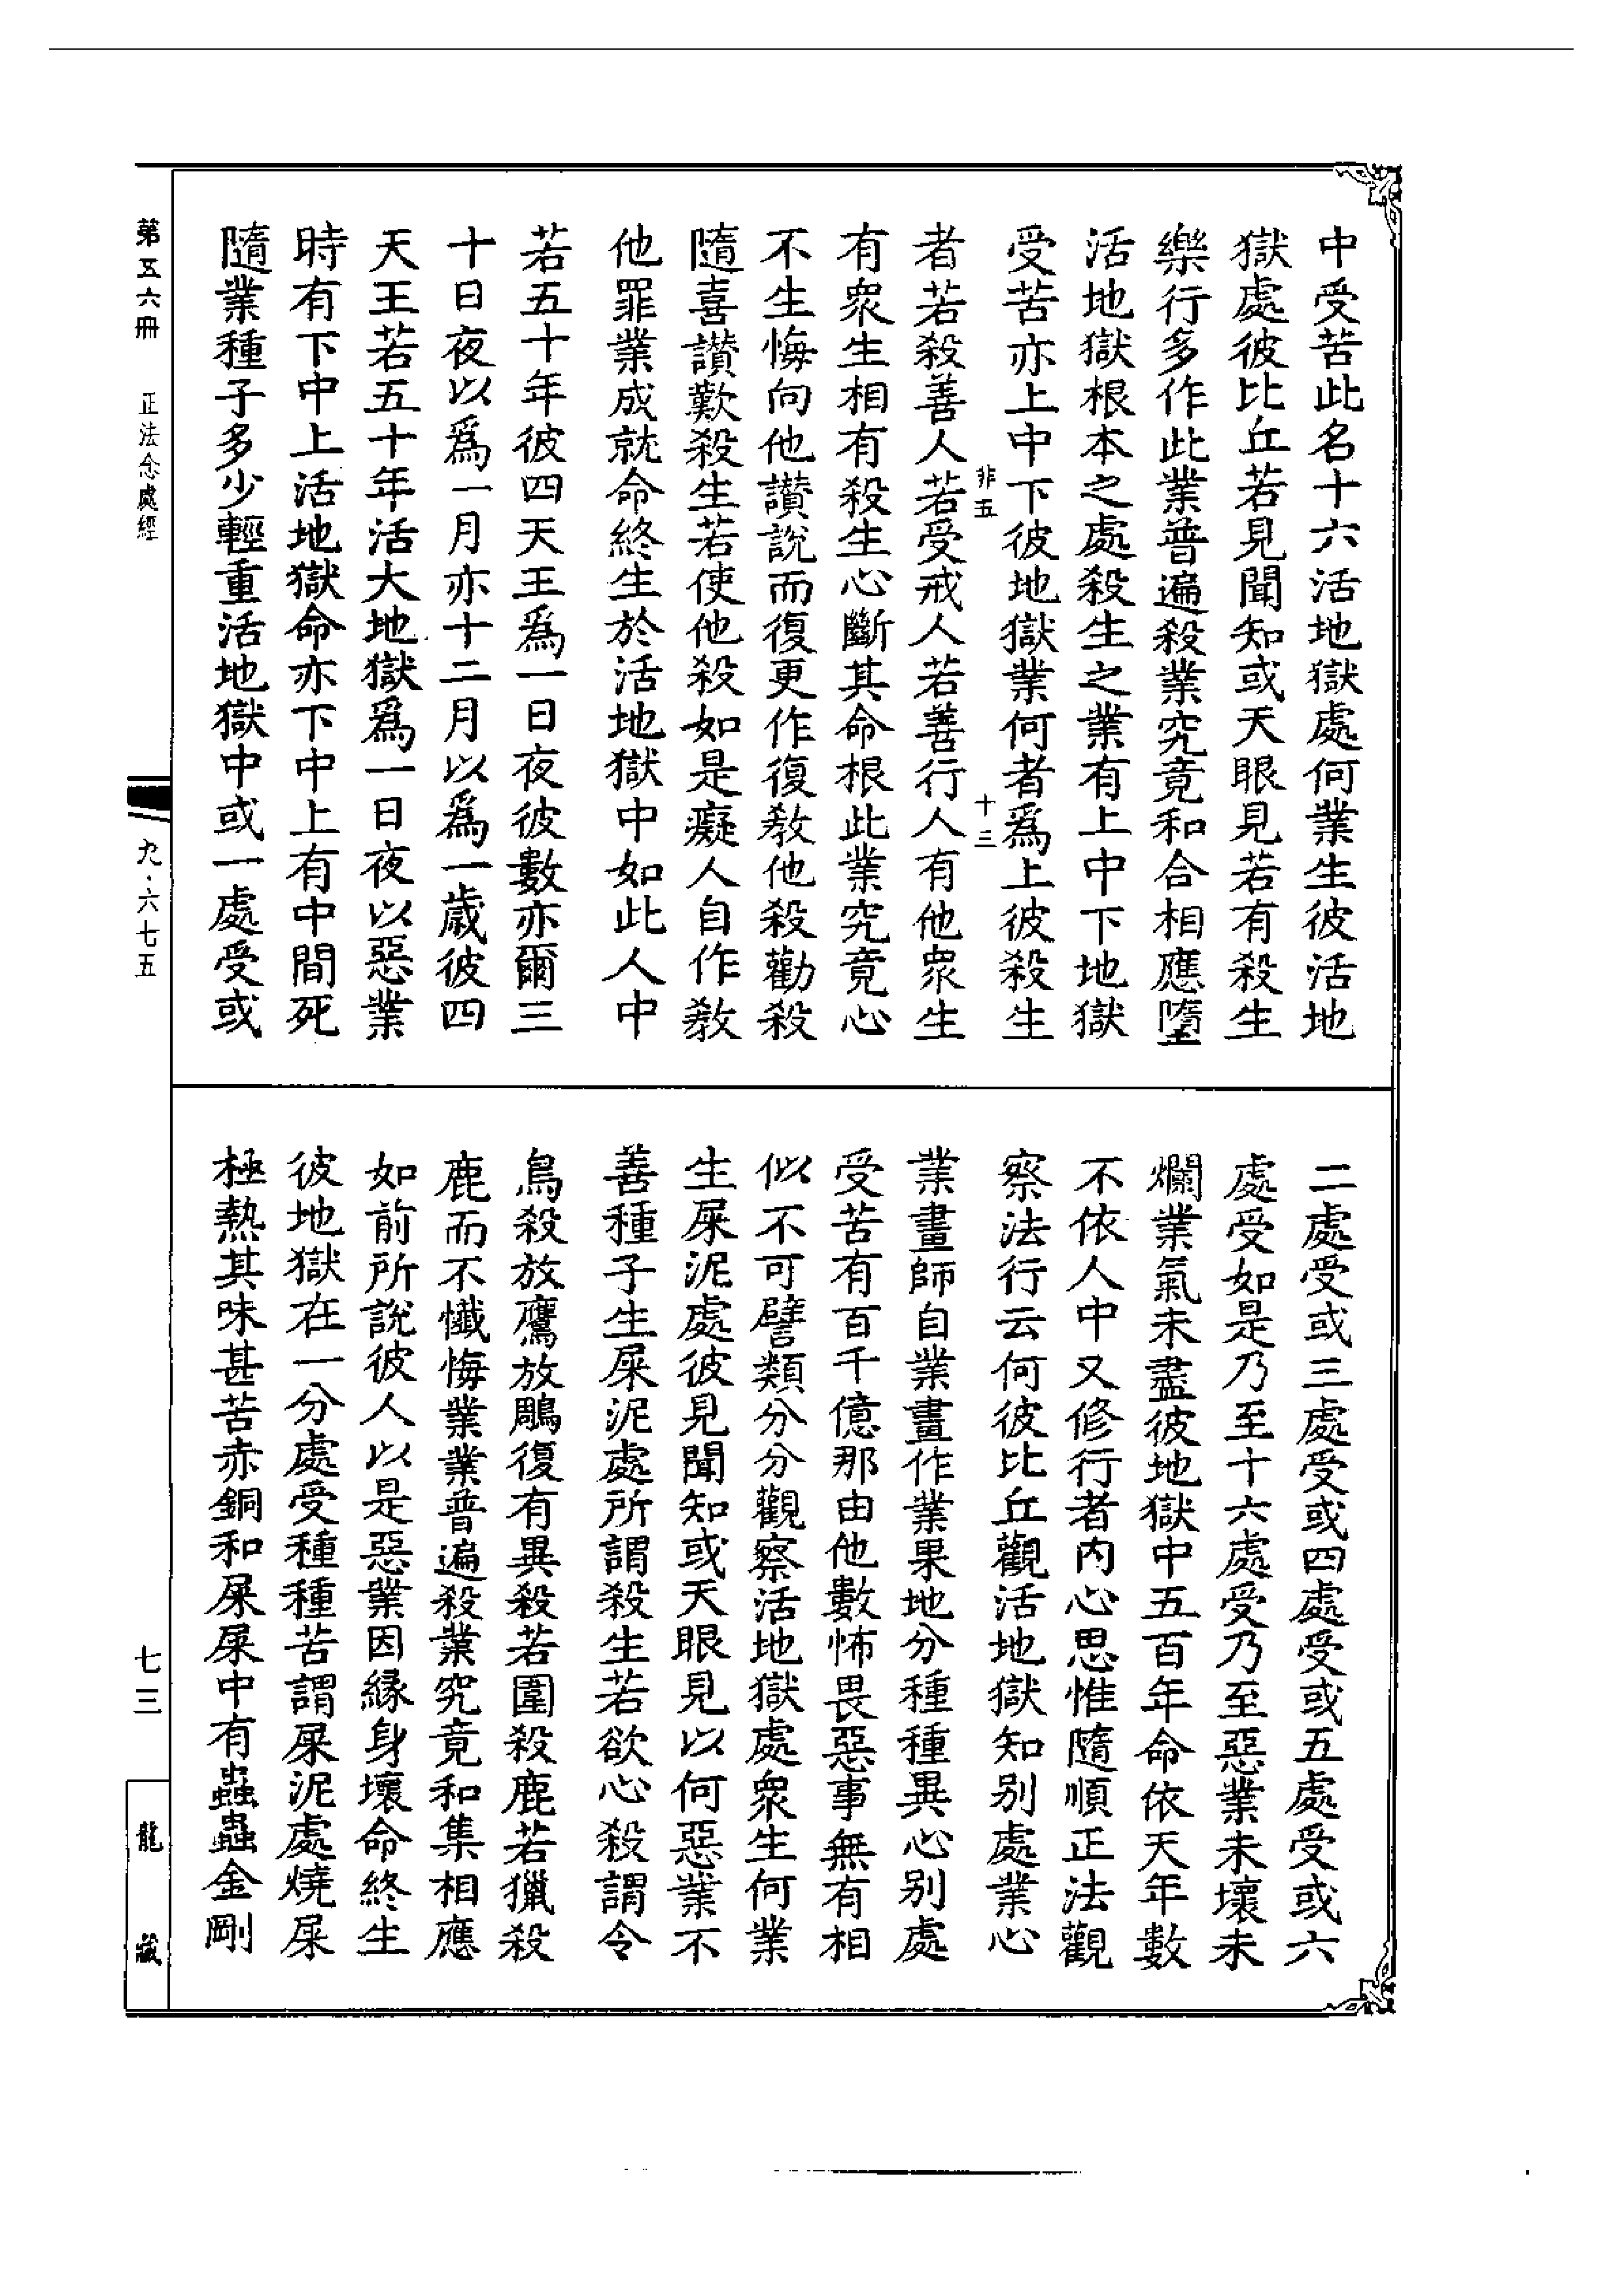 中受苦此名十六活地獄處何業生彼活地
獄處彼比丘若見聞知或天眼見若有殺生
樂行多作此業普遍殺業究竟和合相應墮
活地獄根本之處殺生之業有上中下地獄
受苦亦上中下彼地獄業何者爲上彼殺生
非五
十三
者若殺善人若受戒人若善行人有他眾生
有眾生相有殺生心斷其命根此業究竟心
不生悔向他讚說而復更作復教他殺勸殺
隨喜讚歎殺生若使他殺如是癡人自作教
他罪業成就命終生於活地獄中如此人中
若五十年彼四天王爲一日夜彼數亦爾三
十日夜以爲一月亦十二月以爲一歲彼四
天王若五十年活大地獄爲一日夜以惡業
時有下中上活地獄命亦下中上有中間死
隨業種子多少輕重活地獄中或一處受或
二處受或三處受或四處受或五處受或六
處受如是乃至十六處受乃至惡業未壞未
爛業氣未盡彼地獄中五百年命依天年數
不依人中又修行者內心思惟隨順正法觀
察法行云何彼比丘觀活地獄知別處業心
業畫師自業畫作業果地分種種異心別處
受苦有百千億那由他數怖畏惡事無有相
似不可譬類分分觀察活地獄處眾生何業
生屎泥處彼見聞知或天眼見以何惡業不
善種子生屎泥處所謂殺生若欲心殺謂令
鳥殺放鷹放鵰復有異殺若圍殺鹿若獵殺
鹿而不懺悔業業普遍殺業究竟和集相應
如前所說彼人以是惡業因緣身壞命終生
彼地獄在一分處受種種苦謂屎泥處燒屎
極熱其味甚苦赤銅和屎屎中有蟲蟲金剛
第五六冊
正法念處經
九·六七五
七三
龍藏